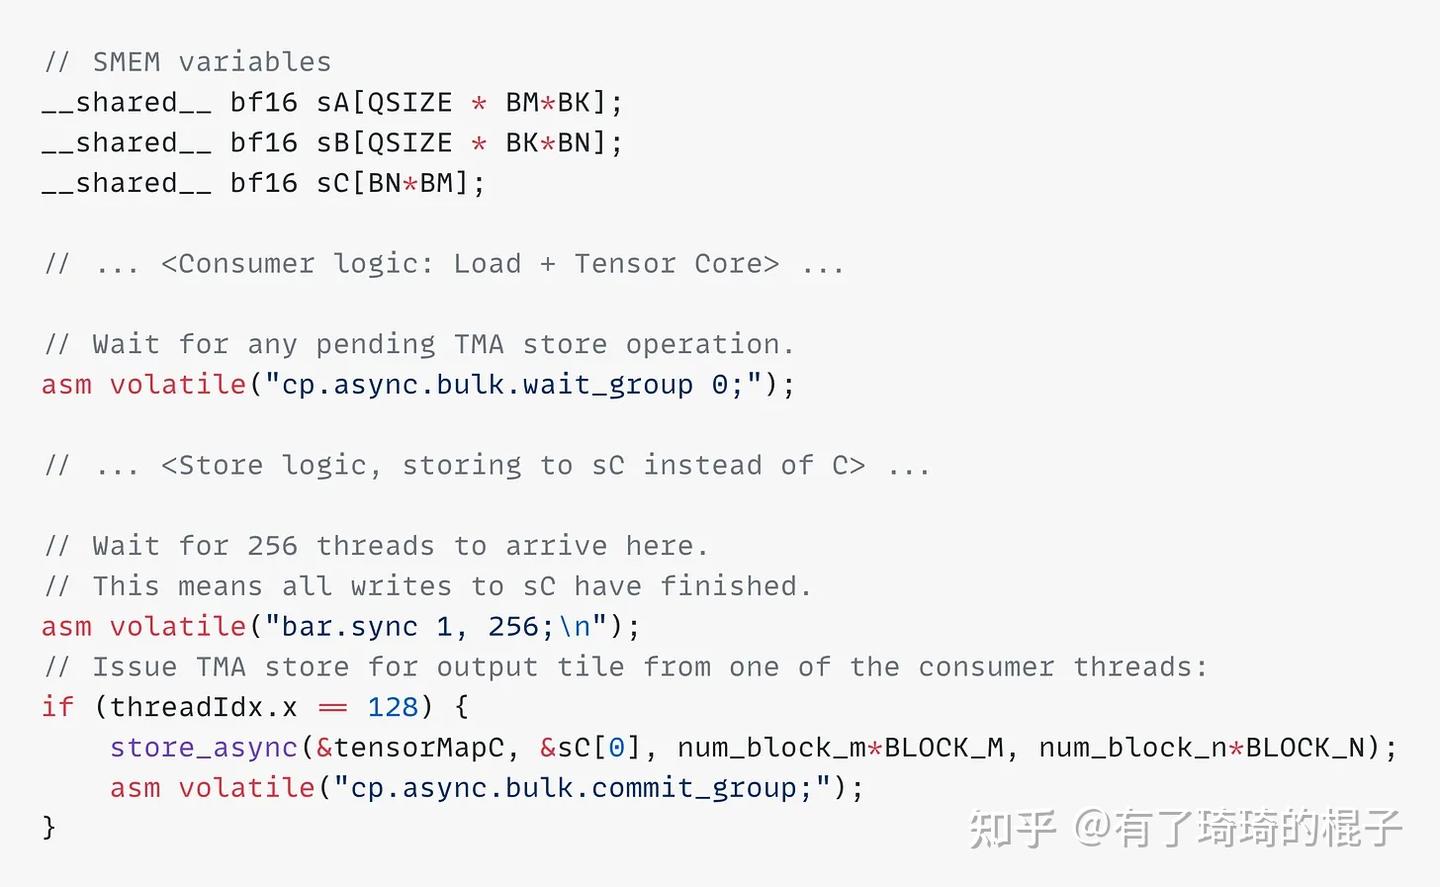 // SMEM variables
__shared__ bf16 sA[QSIZE * BM*BK];
__shared__ bf16 sB[QSIZE * BK*BN];
__shared__ bf16 sC[BN*BM];
// ... <Consumer logic: Load + Tensor Core> ...
// Wait for any pending TMA store operation.
asm volatile("cp.async.bulk.wait_group 0;");
// ... <Store logic, storing to sC instead of C> ...
// Wait for 256 threads to arrive here.
// This means all writes to sC have finished.
asm volatile("bar.sync 1, 256;\n");
// Issue TMA store for output tile from one of the consumer threads:
if (threadIdx.x == 128) {
    store_async(&tensorMapC, &sC[0], num_block_m*BLOCK_M, num_block_n*BLOCK_N);
    asm volatile("cp.async.bulk.commit_group;");
}
知乎 @有了琦琦的棍子